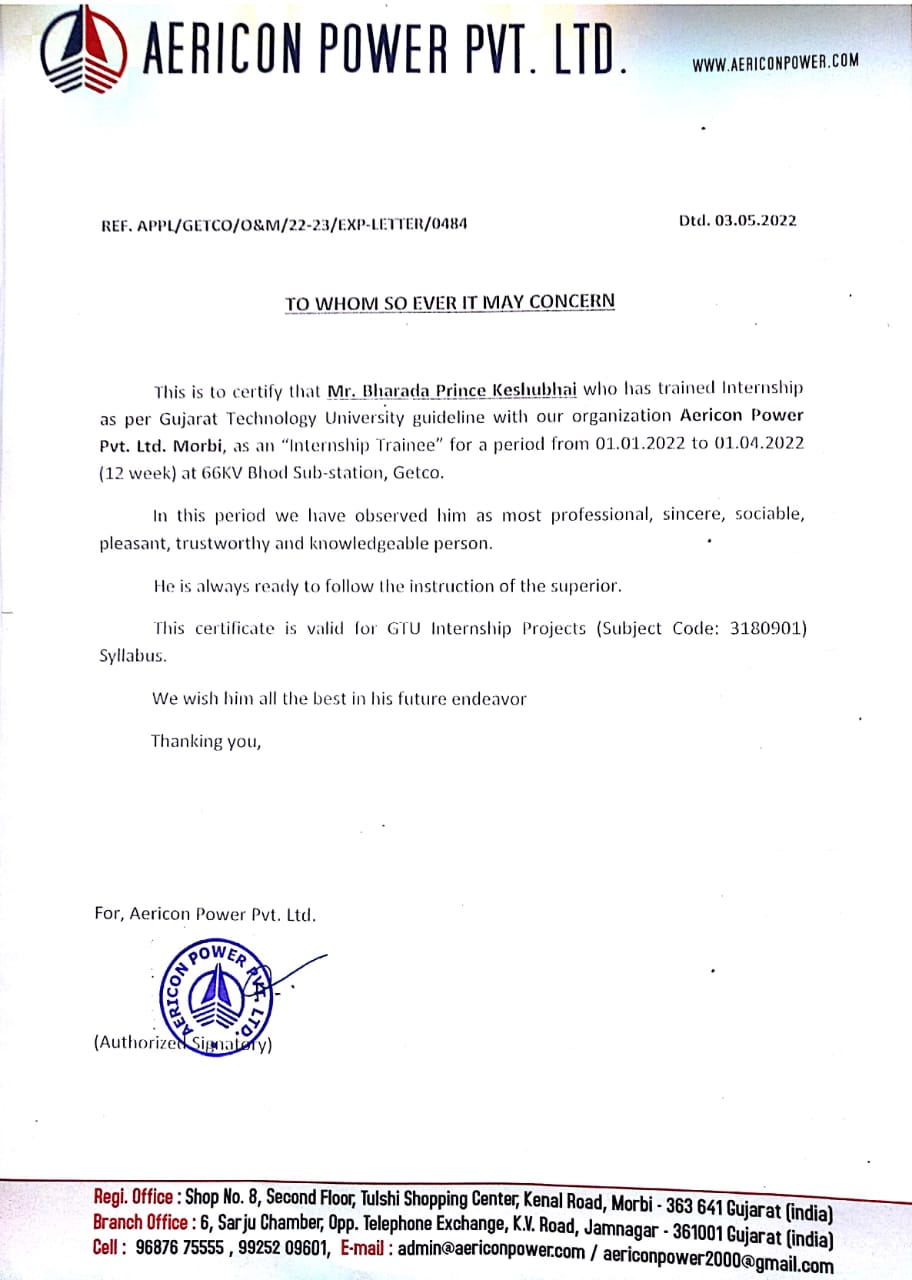 AERICON POWER PVT. LTD.
WWW.AERICONPOWER.COM
REF. APPL/GETCO/O&M/22-23/EXP-LETTER/0484
Dtd. 03.05.2022
TO WHOM SO EVER IT MAY CONCERN
This is to certify that Mr. Bharada Prince Keshubhai who has trained Internship
as per Gujarat Technology University guideline with our organization Aericon Power
Pvt. Ltd. Morbi, as an “Internship Trainee” for a period from 01.01.2022 to 01.04.2022
(12 week) at 66KV Bhod Sub-station, Getco.
In this period we have observed him as most professional, sincere, sociable,
pleasant, trustworthy and knowledgeable person.
He is always ready to follow the instruction of the superior.
This certificate is valid for GTU Internship Projects (Subject Code: 3180901)
Syllabus.
We wish him all the best in his future endeavor
Thanking you,
For, Aericon Power Pvt. Ltd.
AERICON POWER PVT. LTD.
(Authorized Signatory)
Regi. Office : Shop No. 8, Second Floor, Tulshi Shopping Center, Kenal Road, Morbi - 363 641 Gujarat (india)
Branch Office : 6, Sarju Chamber, Opp. Telephone Exchange, K.V. Road, Jamnagar - 361001 Gujarat (india)
Cell : 96876 75555 , 99252 09601, E-mail : admin@aericonpower.com / aericonpower2000@gmail.com